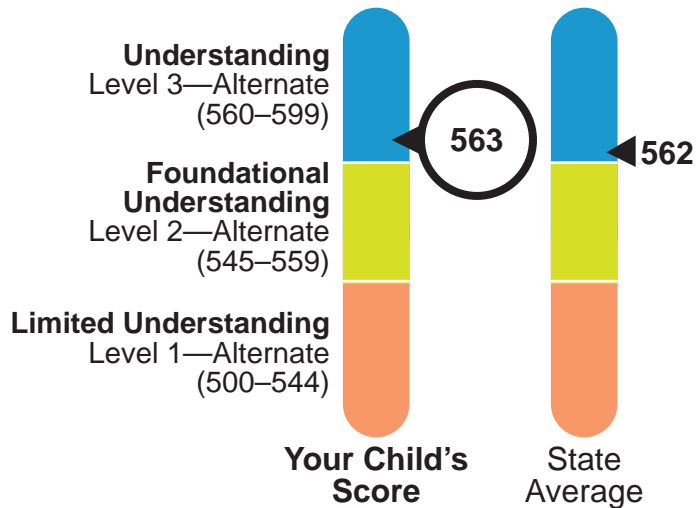 Understanding
Level 3—Alternate
(560–599)
563
562
Foundational
Understanding
Level 2—Alternate
(545–559)
Limited Understanding
Level 1—Alternate
(500–544)
Your Child’s
Score
State
Average